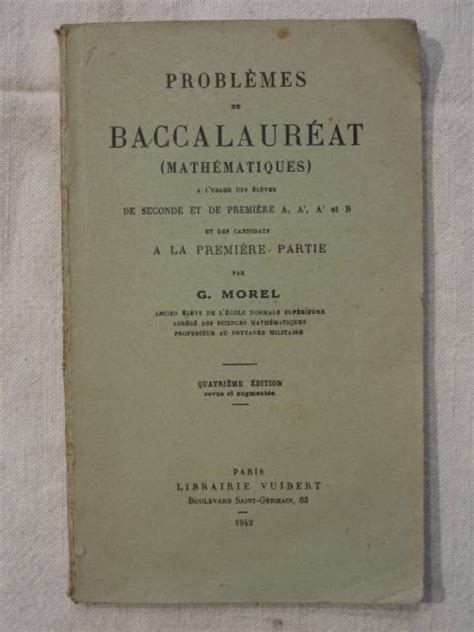 PROBLÈMES
DE
BACCALAURÉAT
(MATHÉMATIQUES)
A L'USAGE DES ÉLÈVES
DE SECONDE ET DE PREMIÈRE A, A', A' et B
ET DES CANDIDATS
A LA PREMIÈRE PARTIE
PAR
G. MOREL
ANCIEN ÉLÈVE DE L'ÉCOLE NORMALE SUPÉRIEURE
AGRÉGÉ DES SCIENCES MATHÉMATIQUES
PROFESSEUR AU PRYTANÉE MILITAIRE
QUATRIÈME ÉDITION
revue et augmentée.
PARIS
LIBRAIRIE VUIBERT
BOULEVARD SAINT-GERMAIN, 63
1942